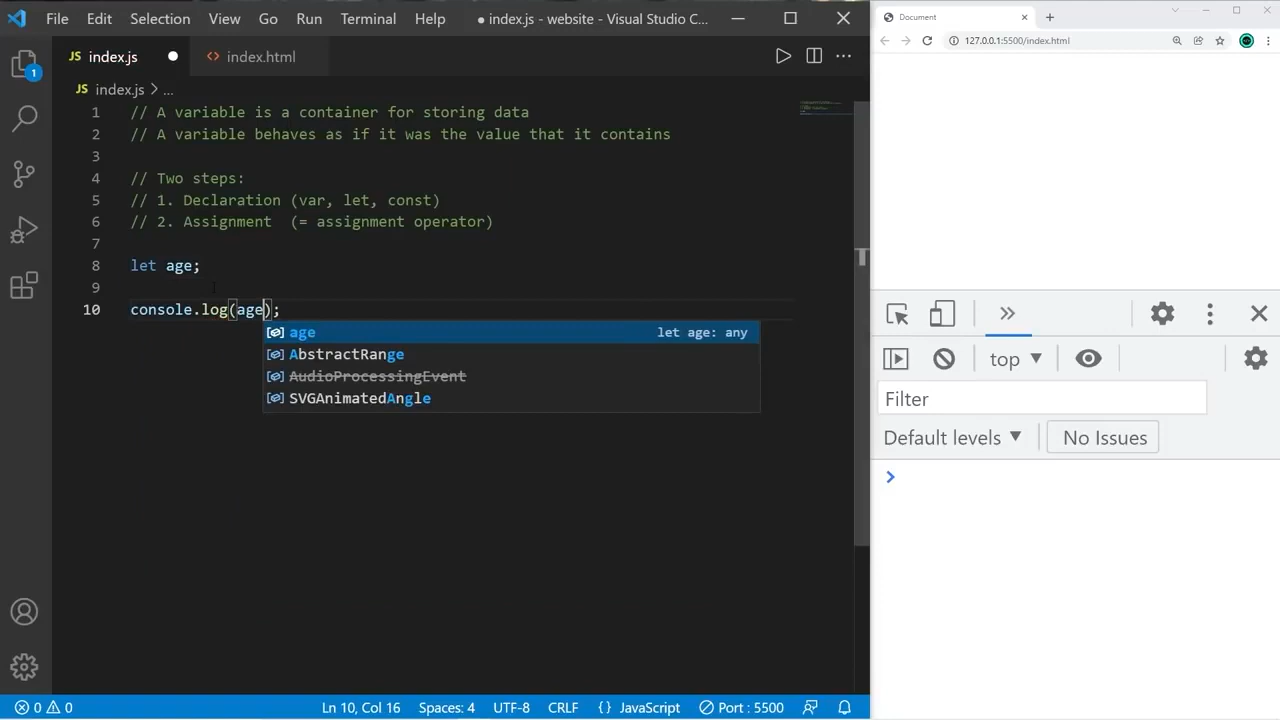 File Edit Selection View Go Run Terminal Help ● index.js - website - Visual Studio C...
JS index.js ● <> index.html
JS index.js > ...
1 // A variable is a container for storing data
2 // A variable behaves as if it was the value that it contains
3
4 // Two steps:
5 // 1. Declaration (var, let, const)
6 // 2. Assignment  (= assignment operator)
7
8 let age;
9
10 console.log(age);
age let age: any
AbstractRange
AudioProcessingEvent
SVGAnimatedAngle
1
0 0 Ln 10, Col 16 Spaces: 4 UTF-8 CRLF {} JavaScript Port : 5500
Document
127.0.0.1:5500/index.html
top
Filter
Default levels ▼ No Issues